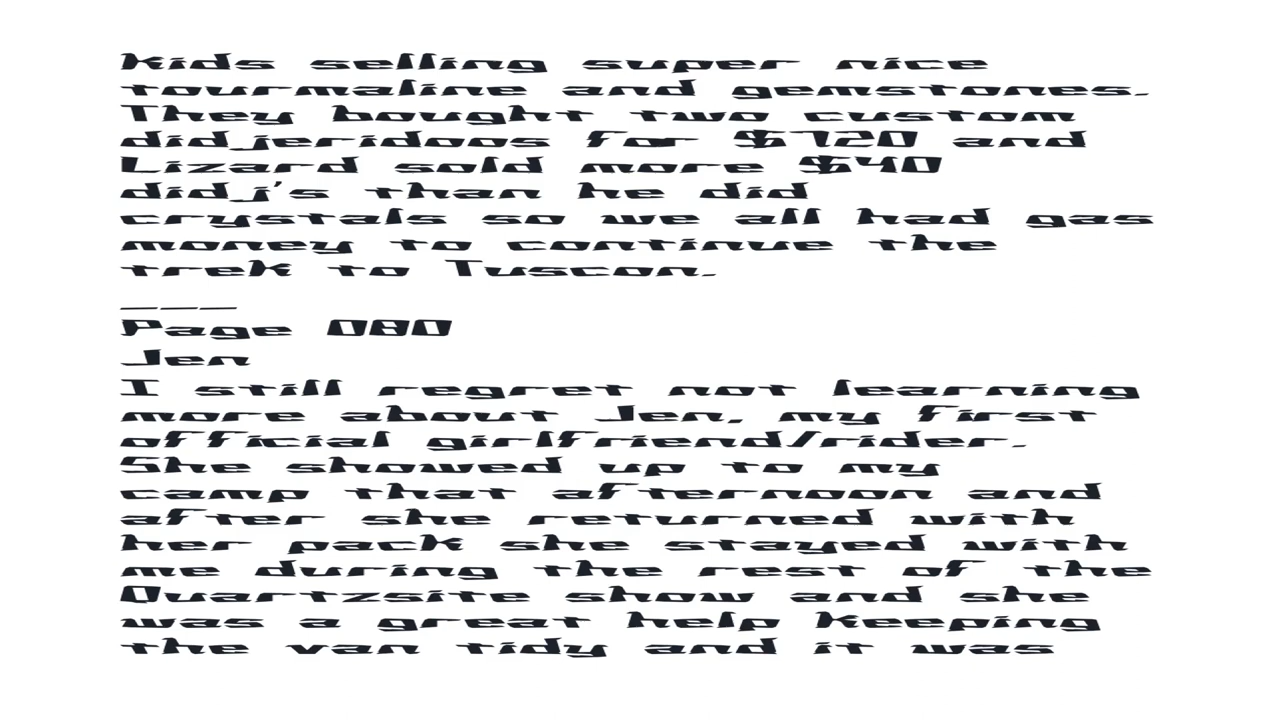 Kids selling super nice
tourmaline and gemstones.
They bought two custom
didjeridoos for $120 and
Lizard sold more $40
didj's than he did
crystals so we all had gas
money to continue the
trek to Tuscon.
___
Page 080
Jen
I still regret not learning
more about Jen, my first
official girlfriend/rider.
She showed up to my
camp that afternoon and
after she returned with
her pack she stayed with
me during the rest of the
Quartzsite show and she
was a great help keeping
the van tidy and it was